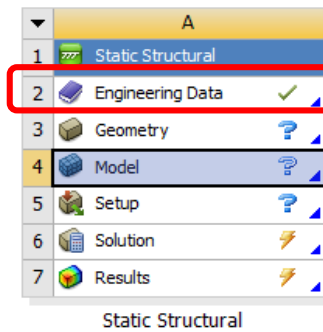 A
1 Static Structural
2 Engineering Data
3 Geometry
4 Model
5 Setup
6 Solution
7 Results
Static Structural